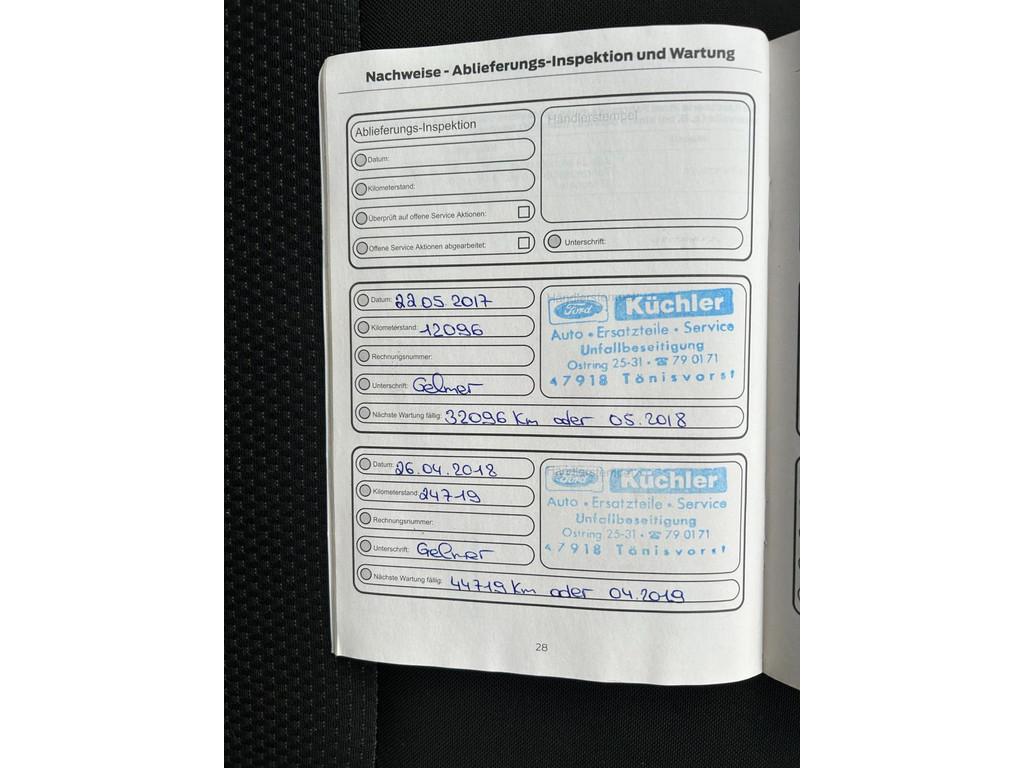 Nachweise - Ablieferungs-Inspektion und Wartung
Ablieferungs-Inspektion
Datum:
Kilometerstand:
Überprüft auf offene Service Aktionen:
Offene Service Aktionen abgearbeitet:
Händlerstempel
Unterschrift:
Datum: 22.05.2017
Kilometerstand: 12096
Rechnungsnummer:
Unterschrift: Gelmer
Nächste Wartung fällig: 32096 Km oder 05.2018
Ford Küchler
Auto • Ersatzteile • Service
Unfallbeseitigung
Ostring 25-31 • ☎ 79 01 71
47918 Tönisvorst
Datum: 26.04.2018
Kilometerstand: 24719
Rechnungsnummer:
Unterschrift: Gelmer
Nächste Wartung fällig: 44719 Km oder 04.2019
Ford Küchler
Auto • Ersatzteile • Service
Unfallbeseitigung
Ostring 25-31 • ☎ 79 01 71
47918 Tönisvorst
28